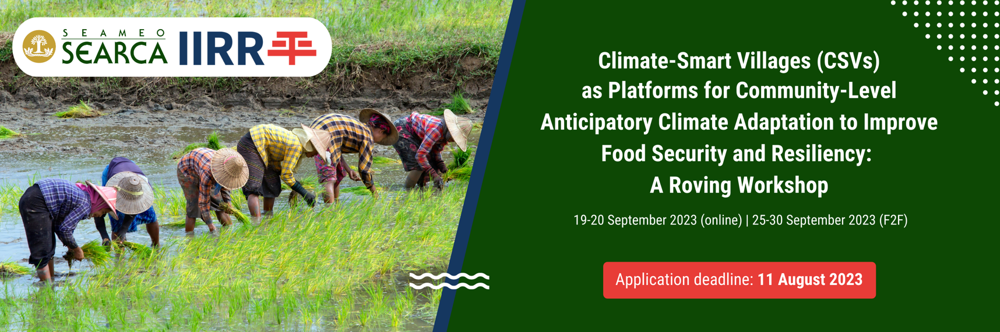 SEAMEO
SEARCA
IIRR
Climate-Smart Villages (CSVs)
as Platforms for Community-Level
Anticipatory Climate Adaptation to Improve
Food Security and Resiliency:
A Roving Workshop
19-20 September 2023 (online) | 25-30 September 2023 (F2F)
Application deadline: 11 August 2023